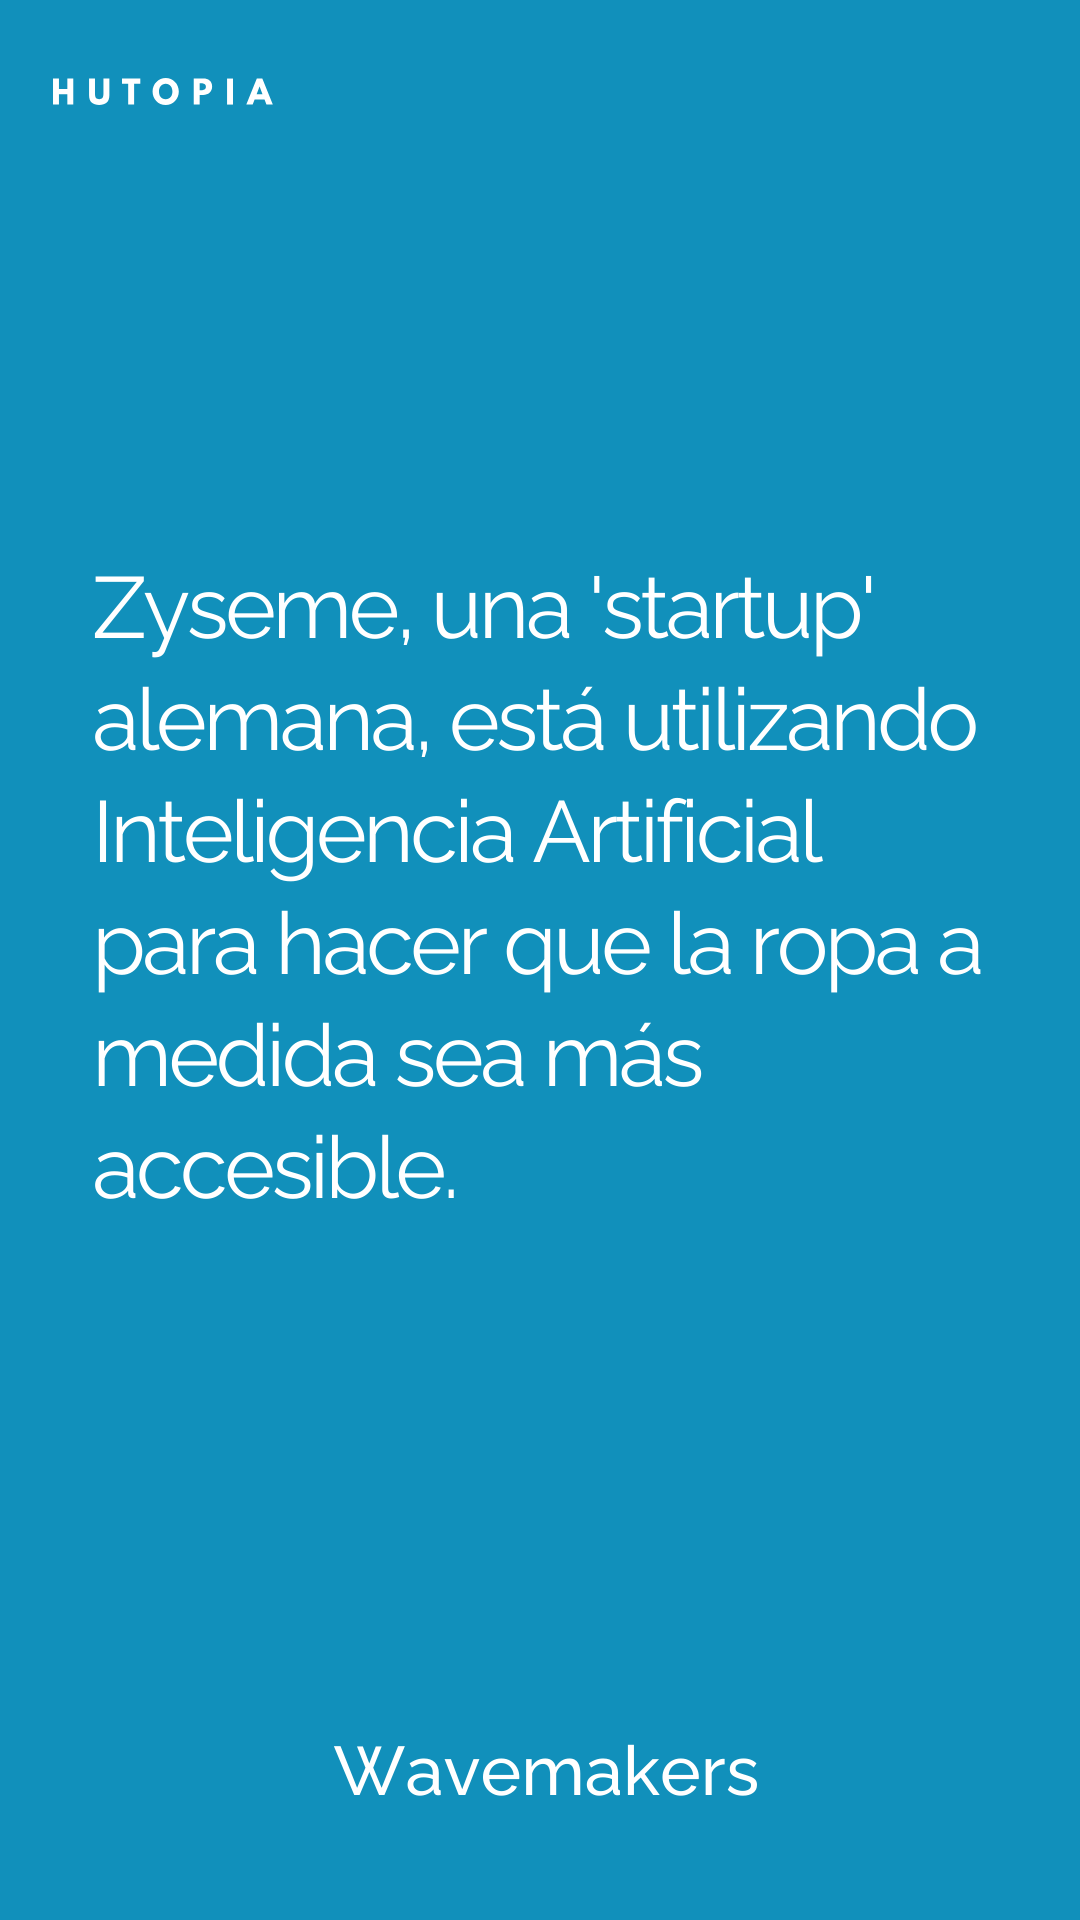 HUTOPIA
Zyseme, una 'startup'
alemana, está utilizando
Inteligencia Artificial
para hacer que la ropa a
medida sea más
accesible.
Wavemakers